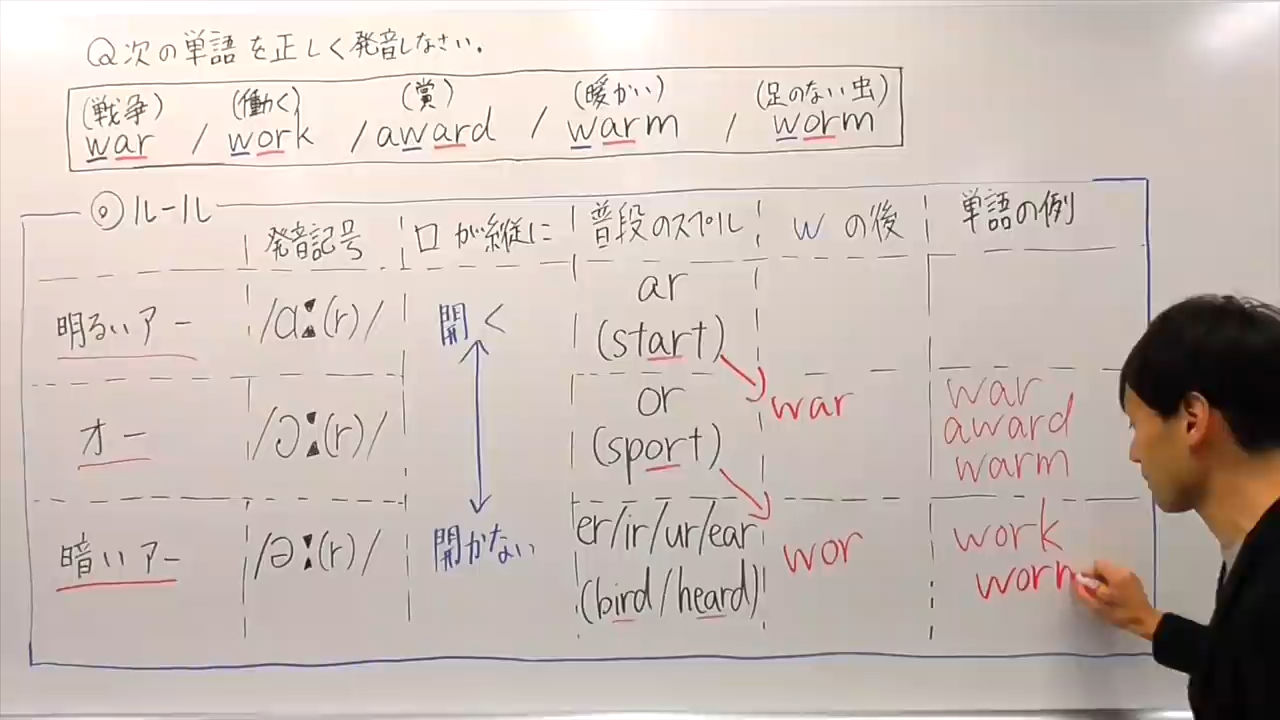 Q次の単語を正しく発音しなさい.
(戦争) (働く) (賞) (暖かい) (足のない虫)
war / work / award / warm / worm
◎ルール
発音記号 口が縦に 普段のスペル wの後 単語の例
明るいアー /ɑː(r)/ 開く ar
(start)
war
オー /ɔː(r)/ or
(sport)
war
award
warm
暗いアー /əː(r)/ 開かない er/ir/ur/ear
(bird/heard)
wor
work